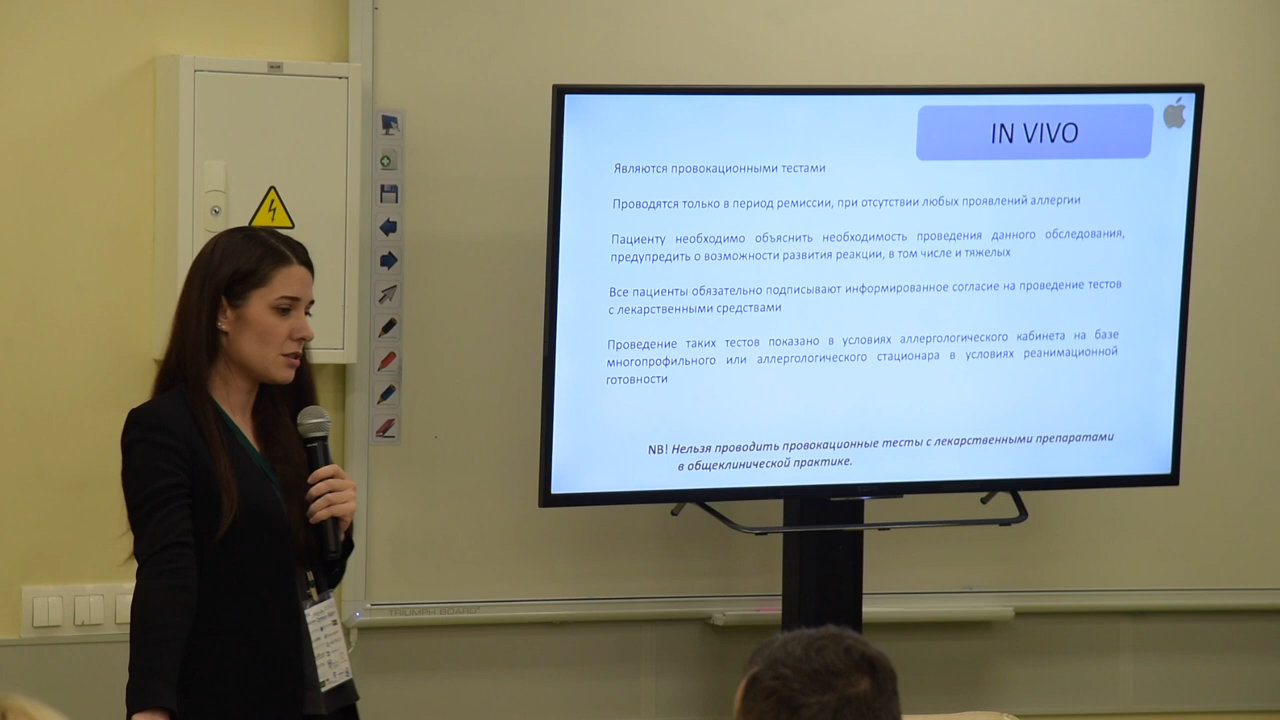 IN VIVO
Являются провокационными тестами
Проводятся только в период ремиссии, при отсутствии любых проявлений аллергии
Пациенту необходимо объяснить необходимость проведения данного обследования,
предупредить о возможности развития реакции, в том числе и тяжелых
Все пациенты обязательно подписывают информированное согласие на проведение тестов
с лекарственными средствами
Проведение таких тестов показано в условиях аллергологического кабинета на базе
многопрофильного или аллергологического стационара в условиях реанимационной
готовности
NB! Нельзя проводить провокационные тесты с лекарственными препаратами
в общеклинической практике.
TRIUMPH BOARD